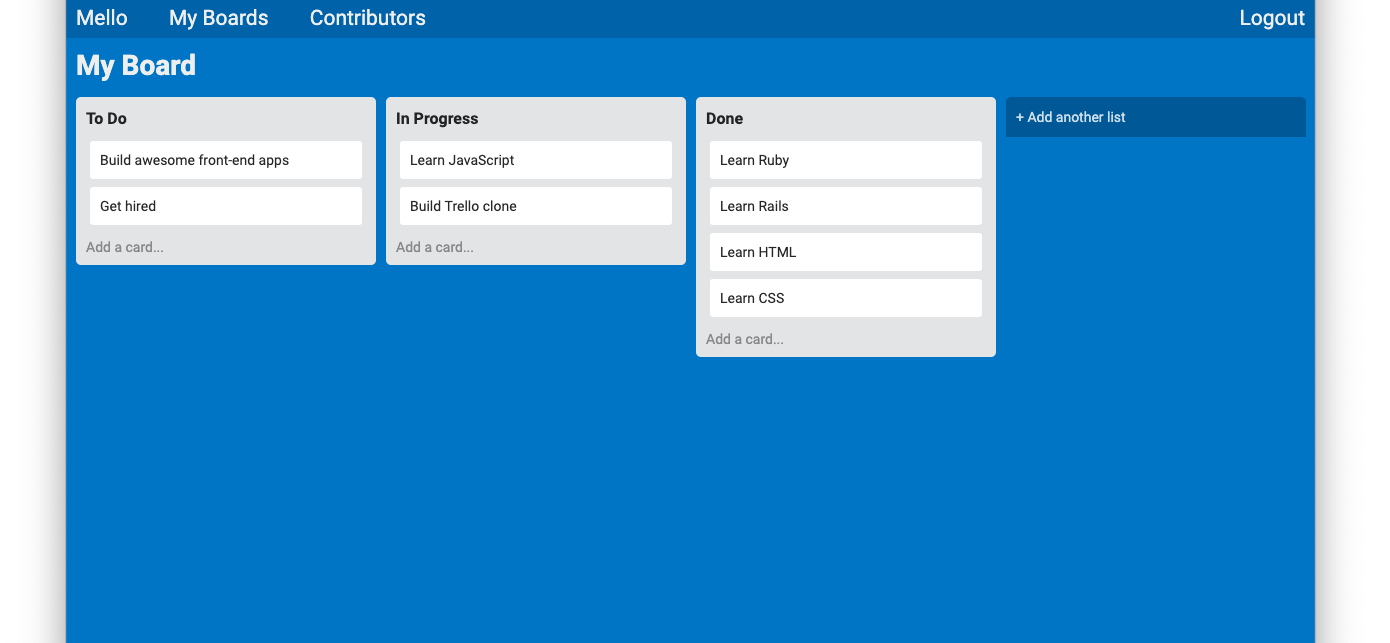 Mello My Boards Contributors Logout
My Board
To Do
Build awesome front-end apps
Get hired
Add a card...
In Progress
Learn JavaScript
Build Trello clone
Add a card...
Done
Learn Ruby
Learn Rails
Learn HTML
Learn CSS
Add a card...
+ Add another list